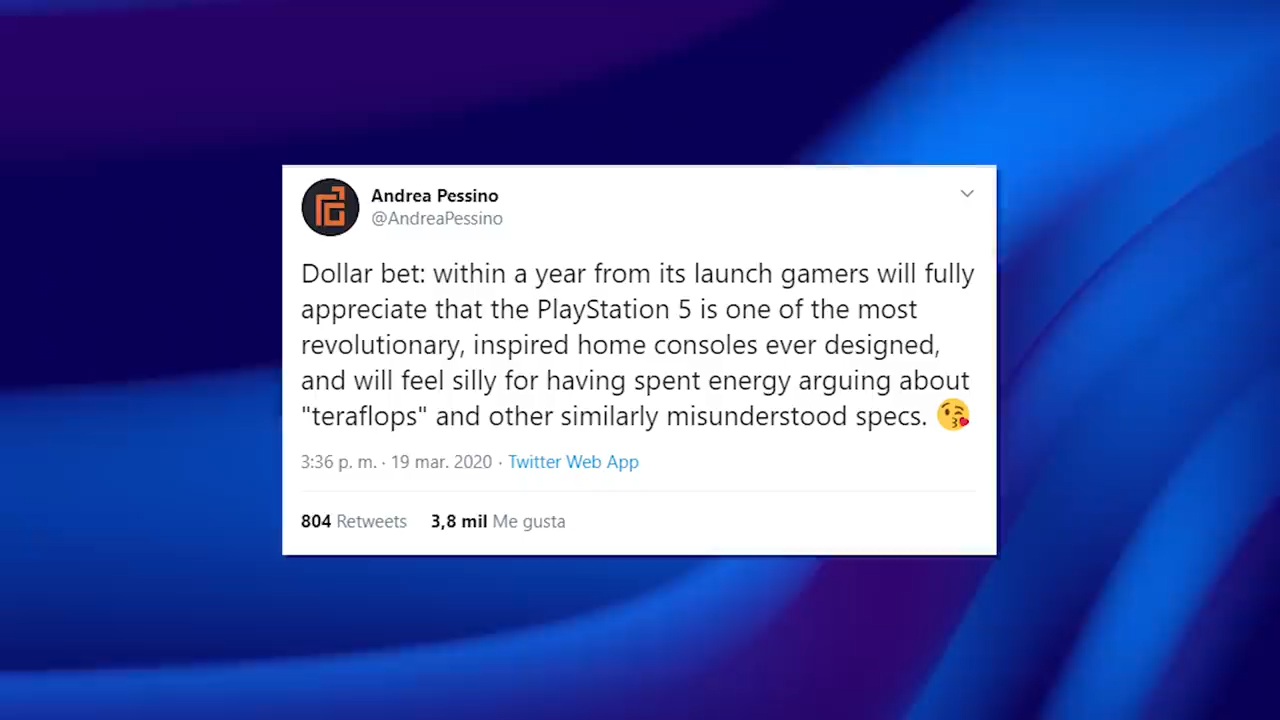 Andrea Pessino
@AndreaPessino
Dollar bet: within a year from its launch gamers will fully
appreciate that the PlayStation 5 is one of the most
revolutionary, inspired home consoles ever designed,
and will feel silly for having spent energy arguing about
"teraflops" and other similarly misunderstood specs. 😘
3:36 p. m. · 19 mar. 2020 · Twitter Web App
804 Retweets 3,8 mil Me gusta